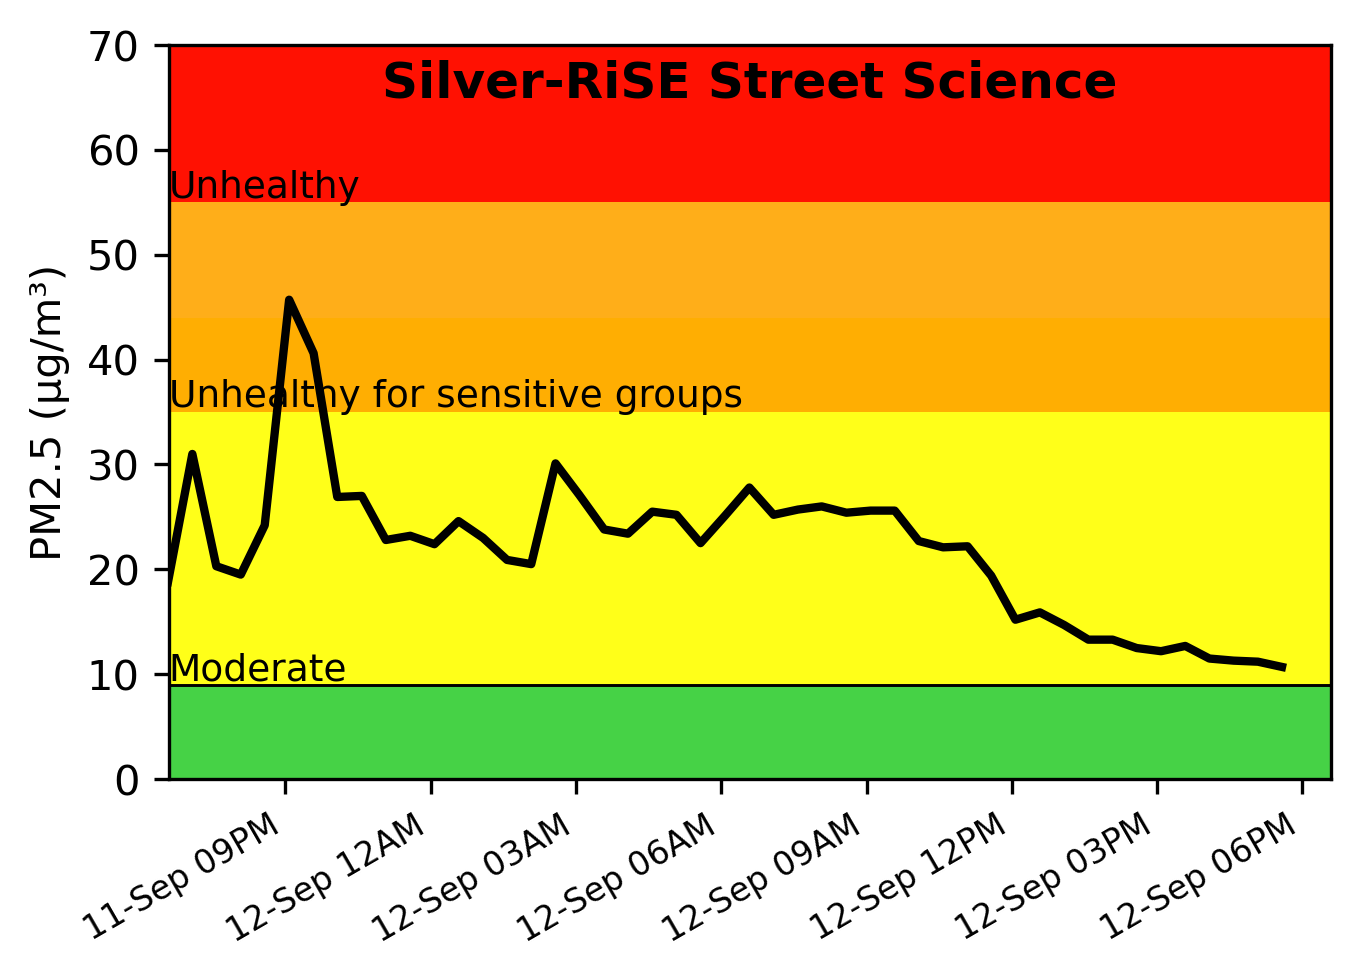 Silver-RiSE Street Science
70
60
50
40
30
20
10
0
PM2.5 (µg/m³)
Unhealthy
Unhealthy for sensitive groups
Moderate
11-Sep 09PM
12-Sep 12AM
12-Sep 03AM
12-Sep 06AM
12-Sep 09AM
12-Sep 12PM
12-Sep 03PM
12-Sep 06PM